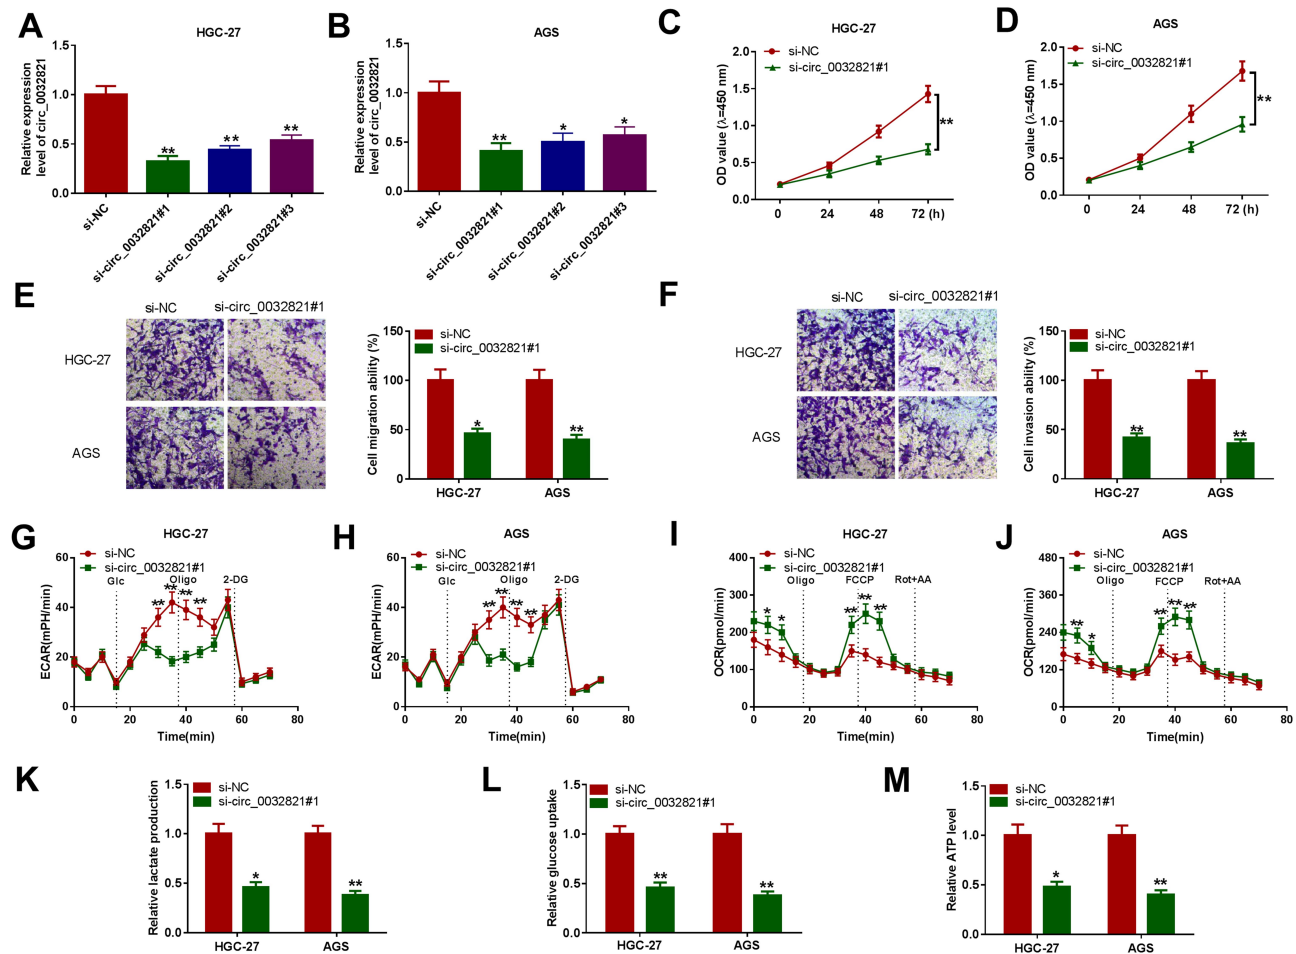 A
HGC-27
Relative expression
level of circ_0032821
1.5
1.0
0.5
0.0
**
**
**
si-NC
si-circ_0032821#1
si-circ_0032821#2
si-circ_0032821#3
B
AGS
Relative expression
level of circ_0032821
1.5
1.0
0.5
0.0
**
*
*
si-NC
si-circ_0032821#1
si-circ_0032821#2
si-circ_0032821#3
C
HGC-27
si-NC
si-circ_0032821#1
OD value (λ=450 nm)
2.0
1.5
1.0
0.5
0.0
**
0 24 48 72 (h)
D
AGS
si-NC
si-circ_0032821#1
OD value (λ=450 nm)
2.0
1.5
1.0
0.5
0.0
**
0 24 48 72 (h)
E
si-NC si-circ_0032821#1
HGC-27
AGS
si-NC
si-circ_0032821#1
Cell migration ability (%)
150
100
50
0
*
**
HGC-27 AGS
F
si-NC si-circ_0032821#1
HGC-27
AGS
si-NC
si-circ_0032821#1
Cell invasion ability (%)
150
100
50
0
**
**
HGC-27 AGS
G
HGC-27
si-NC
si-circ_0032821#1
Glc Oligo 2-DG
** ** ** **
ECAR(mPH/min)
60
40
20
0
0 20 40 60 80
Time(min)
H
AGS
si-NC
si-circ_0032821#1
Glc Oligo 2-DG
** ** ** **
ECAR(mPH/min)
60
40
20
0
0 20 40 60 80
Time(min)
I
HGC-27
si-NC
si-circ_0032821#1
Oligo FCCP Rot+AA
* * ** ** **
OCR(pmol/min)
400
300
200
100
0
0 20 40 60 80
Time(min)
J
AGS
si-NC
si-circ_0032821#1
Oligo FCCP Rot+AA
** * ** ** **
OCR(pmol/min)
480
360
240
120
0
0 20 40 60 80
Time(min)
K
si-NC
si-circ_0032821#1
Relative lactate production
1.5
1.0
0.5
0.0
*
**
HGC-27 AGS
L
si-NC
si-circ_0032821#1
Relative glucose uptake
1.5
1.0
0.5
0.0
**
**
HGC-27 AGS
M
si-NC
si-circ_0032821#1
Relative ATP level
1.5
1.0
0.5
0.0
*
**
HGC-27 AGS